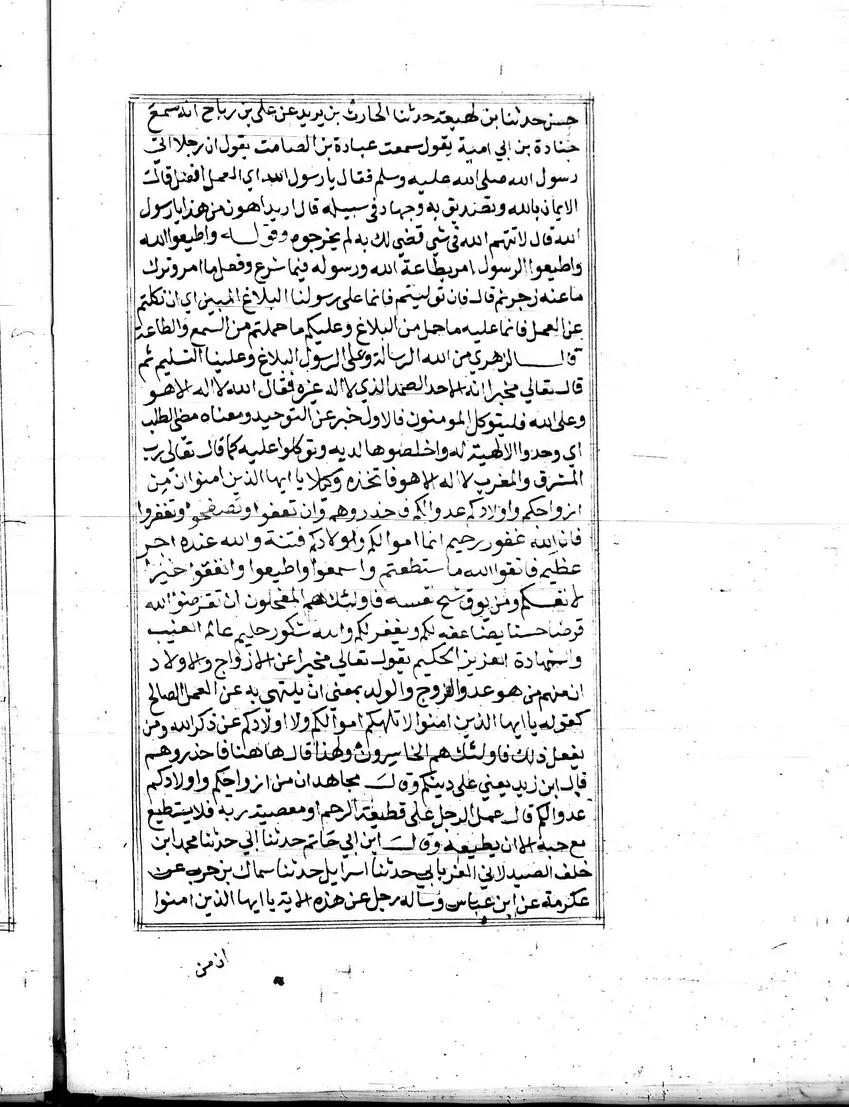 حسن حدثنا ابن لهيعة حدثنا الحارث بن يزيد عن علي بن رباح انه سمع
جنادة بن ابي امية يقول سمعت عبادة بن الصامت يقول ان رجلا اتي
رسول الله صلى الله عليه وسلم فقال يا رسول الله اي العمل افضل قال
الايمان بالله وتصديق به وجهاد في سبيله قال اريد اهون من هذا يا رسول
الله قال لا تتهم الله في شي قضي لك به لم يخرجوه وقوله واطيعوا الله
واطيعوا الرسول امر بطاعة الله ورسوله فيما شرع وفعل ما امر وترك
ما عنه زجر ثم قال فان توليتم فانما على رسولنا البلاغ المبين اي ان نكلتم
عن العمل فانما عليه ما حمل من البلاغ وعليكم ما حملتم من السمع والطاعة
قال الزهري من الله الرسالة وعلى الرسول البلاغ وعلينا التسليم ثم
قال تعالي مخبرا انه الاحد الصمد الذي لا اله غيره فقال الله لا اله الا هو
وعلى الله فليتوكل المومنون فالاول خبر عن التوحيد ومعناه معنى الطلب
اي وحدوا الالهية له واخلصوها لديه وتوكلوا عليه كما قال تعالي رب
المشرق والمغرب لا اله الا هو فاتخذه وكيلا يا ايها الذين امنوا ان من
ازواجكم واولادكم عدوا لكم فاحذروهم وان تعفوا وتصفحوا وتغفروا
فان الله غفور رحيم انما اموالكم واولادكم فتنة والله عنده اجر
عظيم فاتقوا الله ما استطعتم واسمعوا واطيعوا وانفقوا خيرا
لانفسكم ومن يوق شح نفسه فاولئك هم المفلحون ان تقرضوا الله
قرضا حسنا يضاعفه لكم ويغفر لكم والله شكور حليم عالم الغيب
والشهادة العزيز الحكيم يقول تعالي مخبرا عن الازواج والاولاد
ان منهم من هو عدو الزوج والولد بمعنى ان يلتهى به عن العمل الصالح
كقوله يا ايها الذين امنوا لا تلهكم اموالكم ولا اولادكم عن ذكر الله ومن
يفعل ذلك فاولئك هم الخاسرون ولهذا قال هاهنا فاحذروهم
قال ابن زيد يعني على دينكم وقال مجاهد ان من ازواجكم واولادكم
عدوا لكم قال عمل الرجل على قطيعة الرحم او معصية ربه فلا يستطيع
مع حبه الا ان يطيعه وقال ابن ابي حاتم حدثنا ابي حدثنا محمد ابن
خلف الصيدلاني الفريابي حدثنا اسرايل حدثنا سماك بن حرب عن
عكرمة عن ابن عباس وساله رجل عن هذه الاية يا ايها الذين امنوا
ان من